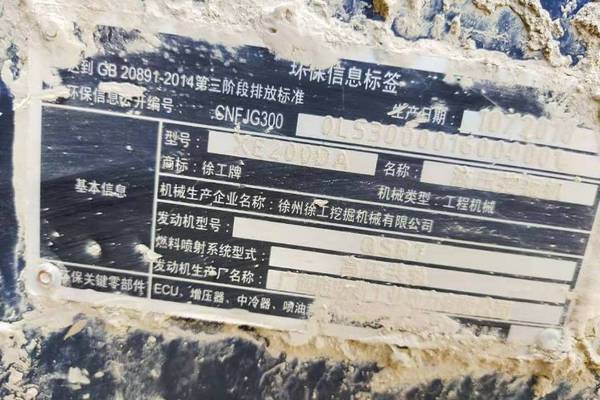 环保信息标签
达到 GB 20891-2014第三阶段排放标准
环保信息公开编号 CNFJG300 0LS3000016000001
生产日期: 10/2018
型号: XE200DA 名称:
商标: 徐工牌 机械类型: 工程机械
基本信息
机械生产企业名称: 徐州徐工挖掘机械有限公司
发动机型号: QSB7
燃料喷射系统型式:
发动机生产厂名称:
环保关键零部件 ECU、增压器、中冷器、喷油